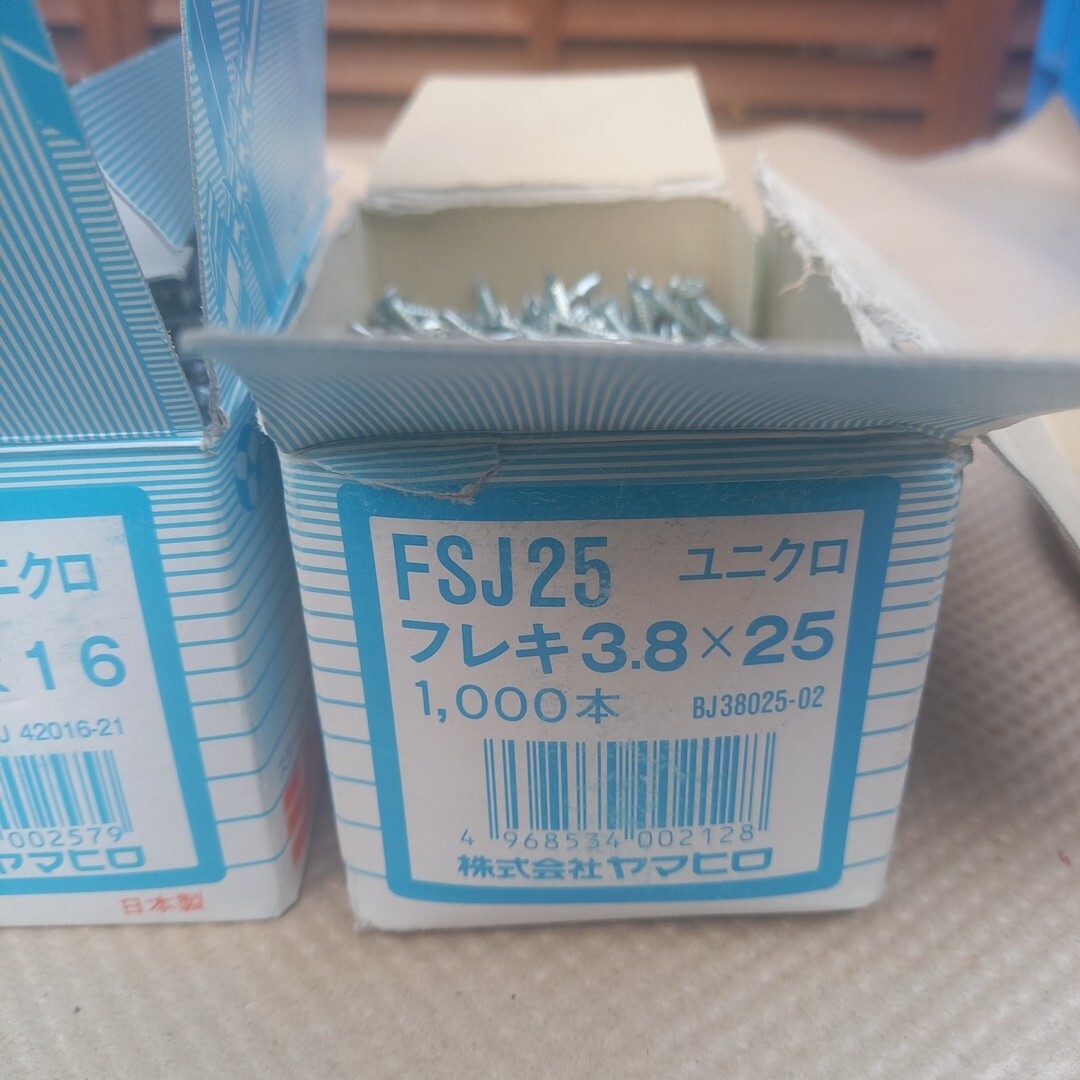 ニクロ
16
42016-21
002579
ヤマヒロ
日本製
FSJ25 ユニクロ
フレキ3.8×25
1,000本 BJ38025-02
4 968534 002128
株式会社ヤマヒロ